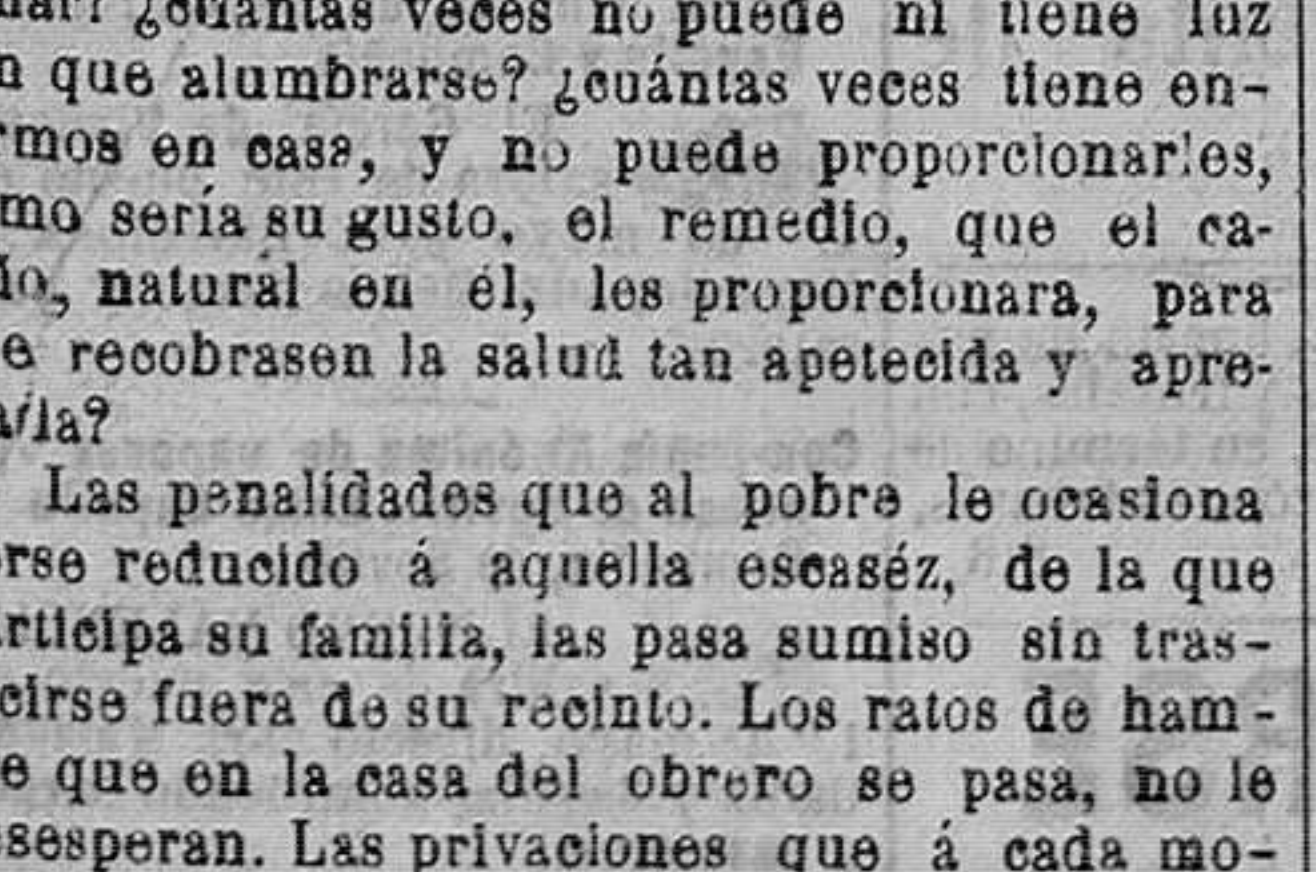 ¿cuántas veces no puede ni tiene luz
que alumbrarse? ¿cuántas veces tiene en-
rmos en casa, y no puede proporcionarles,
mo sería su gusto, el remedio, que el ca-
natural en él, les proporcionara, para
e recobrasen la salud tan apetecida y apre-
Las penalidades que al pobre le ocasiona
rse reducido á aquella escaséz, de la que
rticipa su familia, las pasa sumiso sin tras-
cirse fuera de su recinto. Los ratos de ham-
e que en la casa del obrero se pasa, no le
sesperan. Las privaciones que á cada mo-